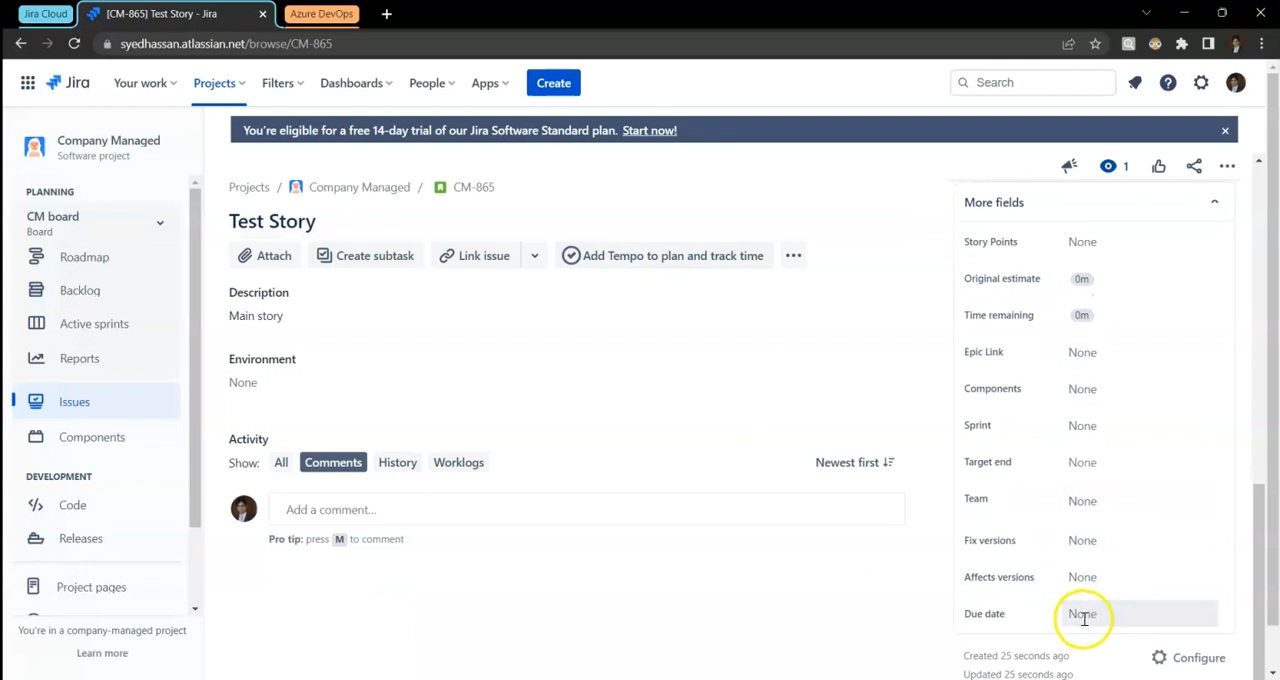 Jira Cloud
[CM-865] Test Story - Jira
Azure DevOps
syedhassan.atlassian.net/browse/CM-865
Jira
Your work
Projects
Filters
Dashboards
People
Apps
Create
Search
Company Managed
Software project
PLANNING
CM board
Board
Roadmap
Backlog
Active sprints
Reports
Issues
Components
DEVELOPMENT
Code
Releases
Project pages
You're in a company-managed project
Learn more
You're eligible for a free 14-day trial of our Jira Software Standard plan. Start now!
1
Projects / Company Managed / CM-865
Test Story
Attach
Create subtask
Link issue
Add Tempo to plan and track time
Description
Main story
Environment
None
Activity
Show: All Comments History Worklogs
Newest first
Add a comment...
Pro tip: press M to comment
More fields
Story Points None
Original estimate 0m
Time remaining 0m
Epic Link None
Components None
Sprint None
Target end None
Team None
Fix versions None
Affects versions None
Due date None
Created 25 seconds ago
Configure
Updated 25 seconds ago